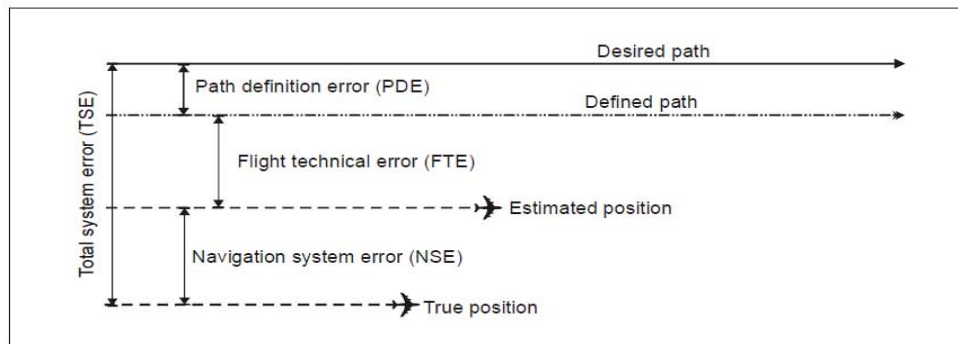 Desired path
Path definition error (PDE)
Defined path
Total system error (TSE)
Flight technical error (FTE)
Estimated position
Navigation system error (NSE)
True position